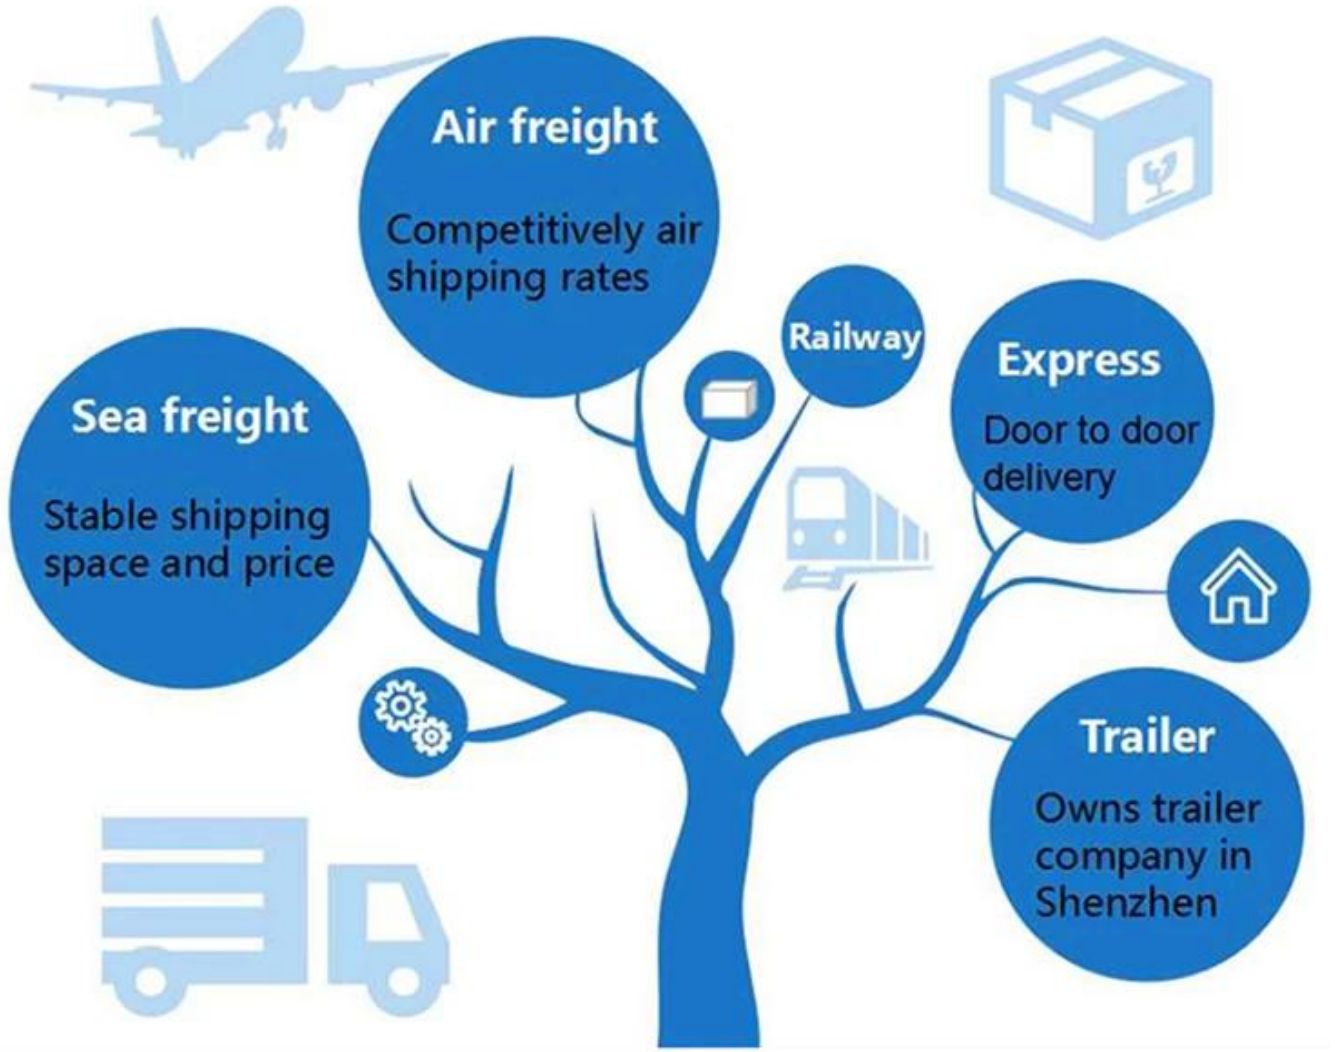 Air freight
Competitively air
shipping rates
Railway
Express
Door to door
delivery
Sea freight
Stable shipping
space and price
Trailer
Owns trailer
company in
Shenzhen